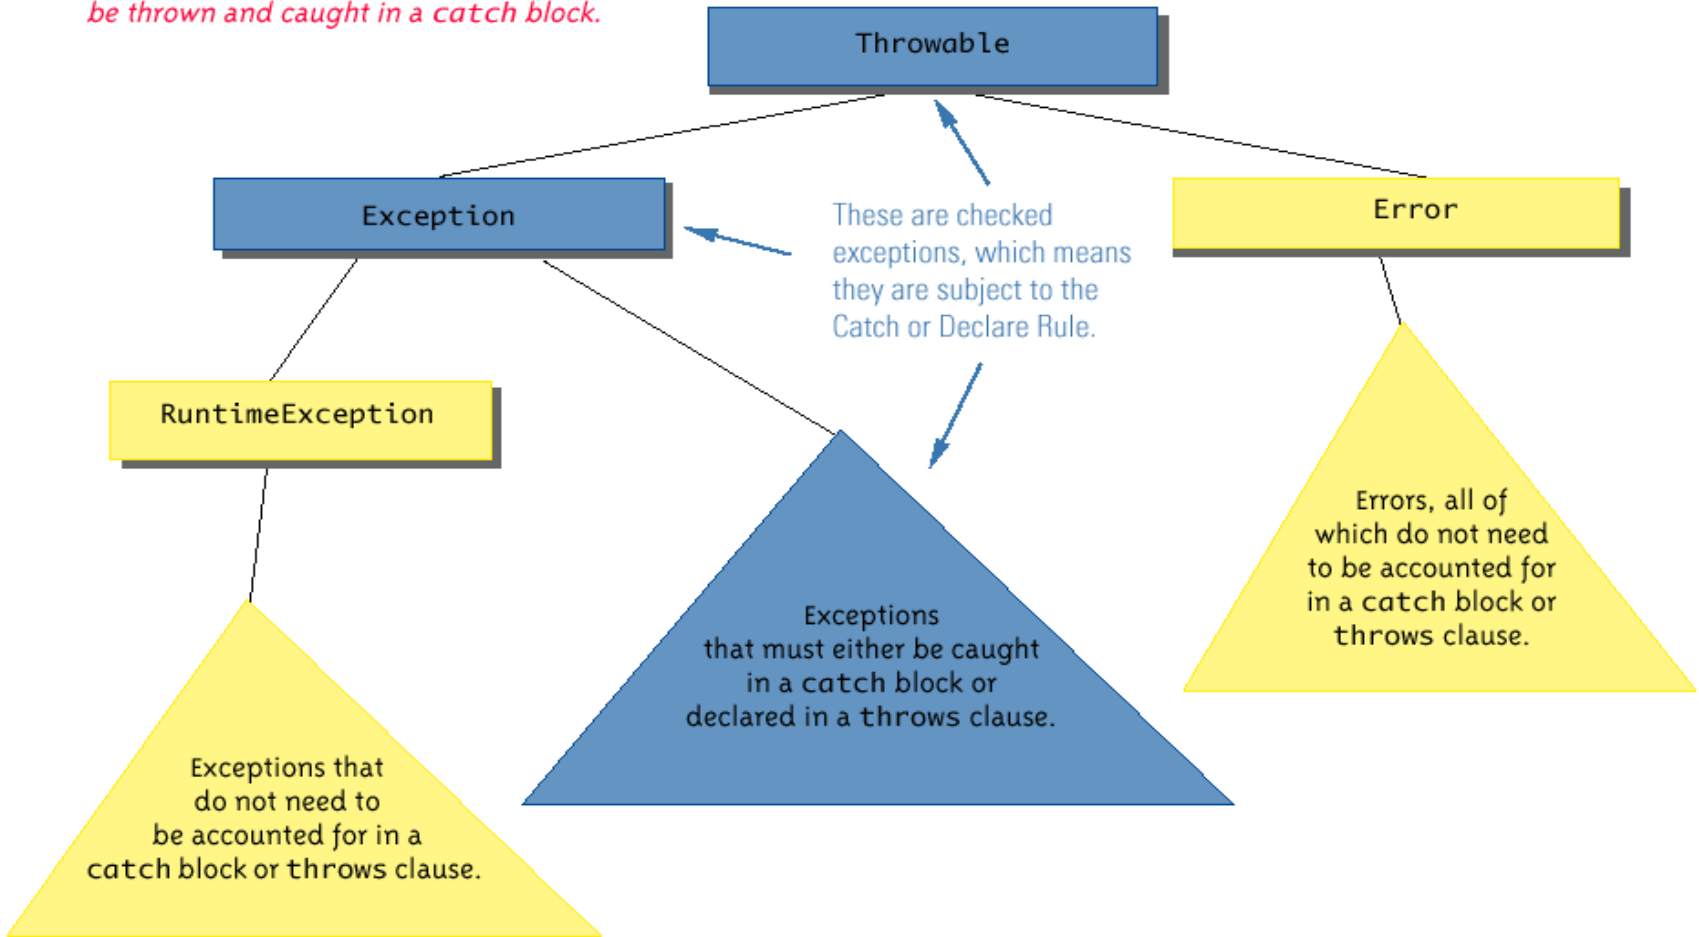 be thrown and caught in a catch block.
Throwable
Exception
These are checked
exceptions, which means
they are subject to the
Catch or Declare Rule.
Error
RuntimeException
Errors, all of
which do not need
to be accounted for
in a catch block or
throws clause.
Exceptions
that must either be caught
in a catch block or
declared in a throws clause.
Exceptions that
do not need to
be accounted for in a
catch block or throws clause.